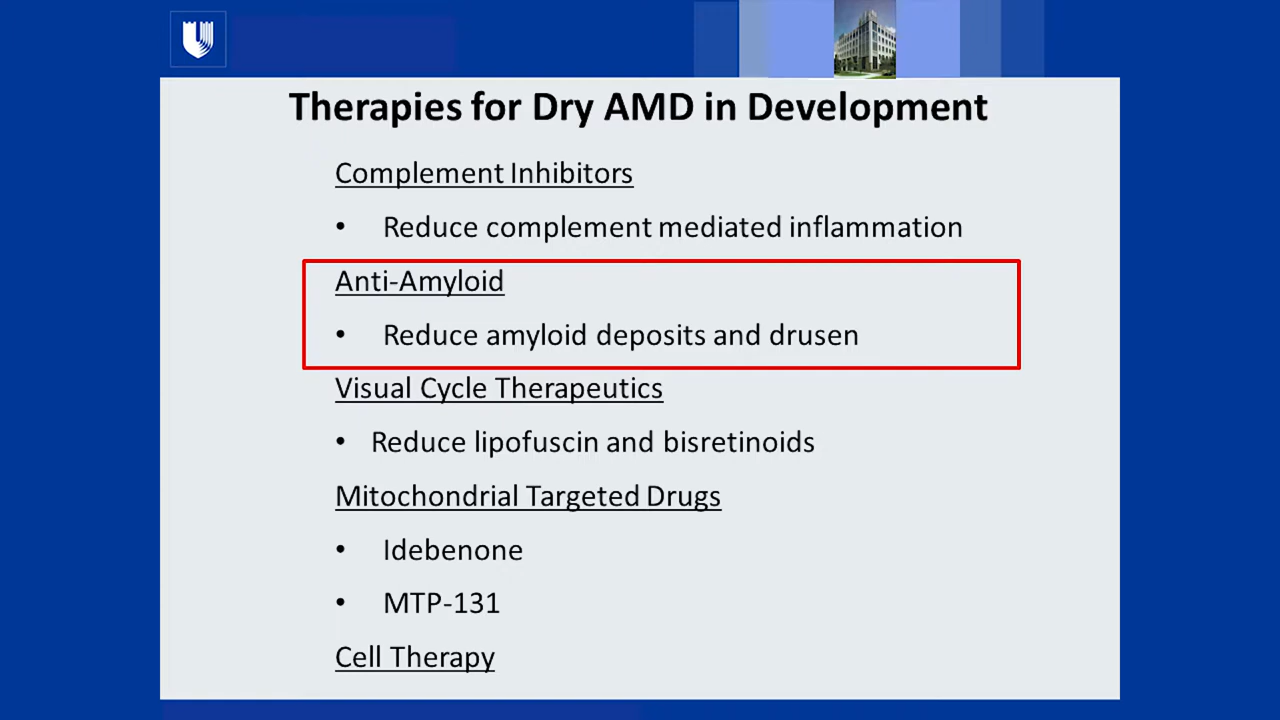 Therapies for Dry AMD in Development
Complement Inhibitors
• Reduce complement mediated inflammation
Anti-Amyloid
• Reduce amyloid deposits and drusen
Visual Cycle Therapeutics
• Reduce lipofuscin and bisretinoids
Mitochondrial Targeted Drugs
• Idebenone
• MTP-131
Cell Therapy